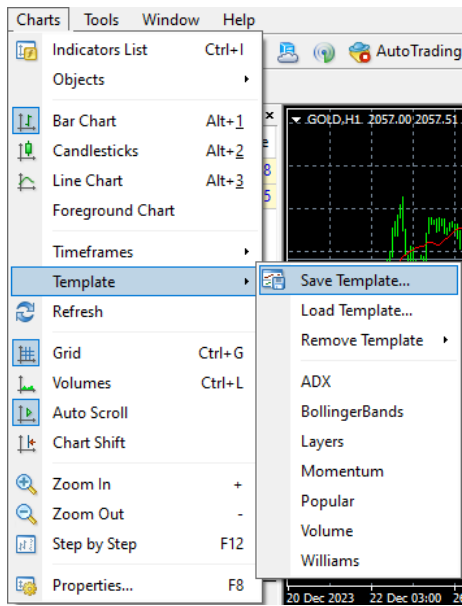 Charts Tools Window Help
Indicators List Ctrl+I
AutoTrading
Objects
Bar Chart Alt+1
.GOLD,H1. 2057.00 2057.51
Candlesticks Alt+2
e
Line Chart Alt+3
8
Foreground Chart
5
Timeframes
Template
Save Template...
Refresh
Load Template...
Grid Ctrl+G
Remove Template
Volumes Ctrl+L
ADX
Auto Scroll
BollingerBands
Chart Shift
Layers
Zoom In +
Momentum
Zoom Out -
Popular
Step by Step F12
Volume
Williams
Properties... F8
20 Dec 2023 22 Dec 03:00 26